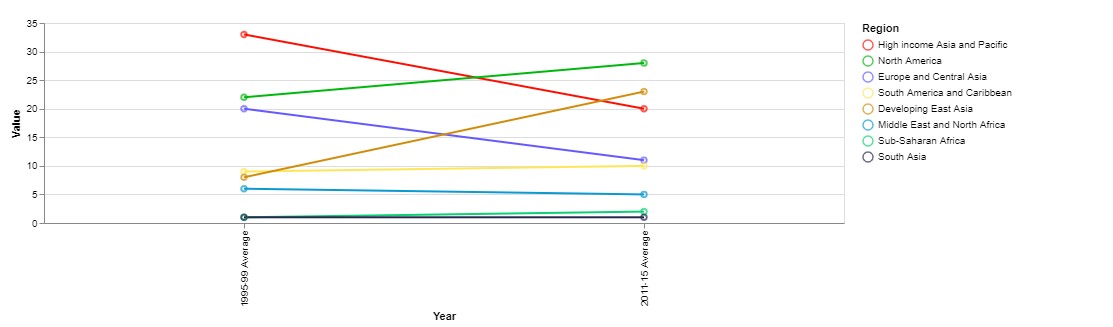 35
30
25
20
15
10
5
0
Value
1995-99 Average
2011-15 Average
Year
Region
High income Asia and Pacific
North America
Europe and Central Asia
South America and Caribbean
Developing East Asia
Middle East and North Africa
Sub-Saharan Africa
South Asia